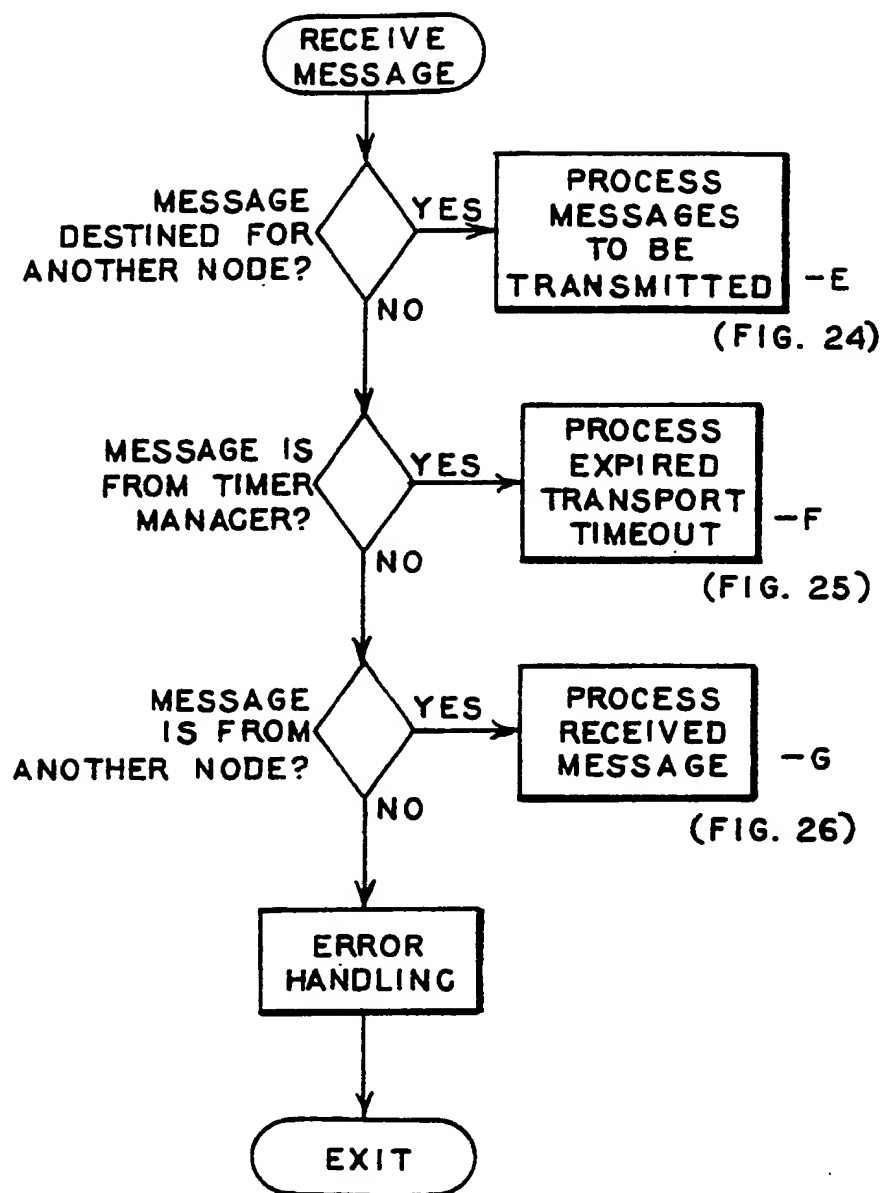 RECEIVE
MESSAGE
MESSAGE
DESTINED FOR
ANOTHER NODE?
YES
PROCESS
MESSAGES
TO BE
TRANSMITTED
-E
(FIG. 24)
NO
MESSAGE IS
FROM TIMER
MANAGER?
YES
PROCESS
EXPIRED
TRANSPORT
TIMEOUT
-F
(FIG. 25)
NO
MESSAGE
IS FROM
ANOTHER NODE?
YES
PROCESS
RECEIVED
MESSAGE
-G
(FIG. 26)
NO
ERROR
HANDLING
EXIT